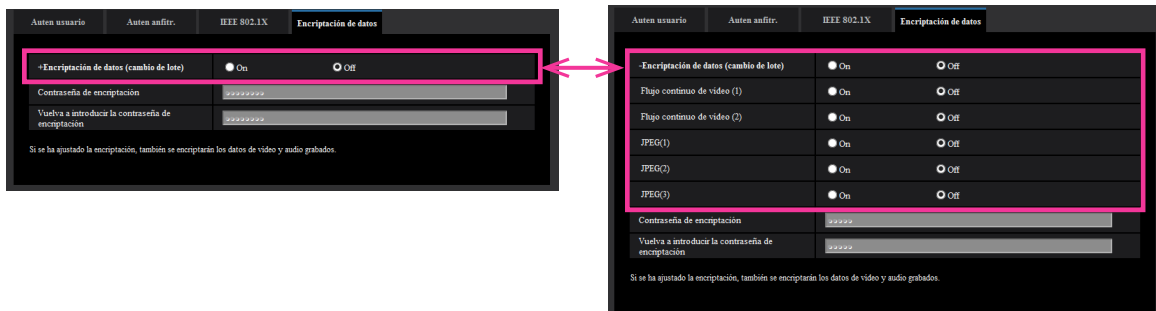 Auten usuario Auten anfitr. IEEE 802.1X Encriptación de datos
+Encriptación de datos (cambio de lote) On Off
Contraseña de encriptación
Vuelva a introducir la contraseña de
encriptación
Si se ha ajustado la encriptación, también se encriptarán los datos de vídeo y audio grabados.
Auten usuario Auten anfitr. IEEE 802.1X Encriptación de datos
-Encriptación de datos (cambio de lote) On Off
Flujo continuo de vídeo (1) On Off
Flujo continuo de vídeo (2) On Off
JPEG(1) On Off
JPEG(2) On Off
JPEG(3) On Off
Contraseña de encriptación
Vuelva a introducir la contraseña de
encriptación
Si se ha ajustado la encriptación, también se encriptarán los datos de vídeo y audio grabados.